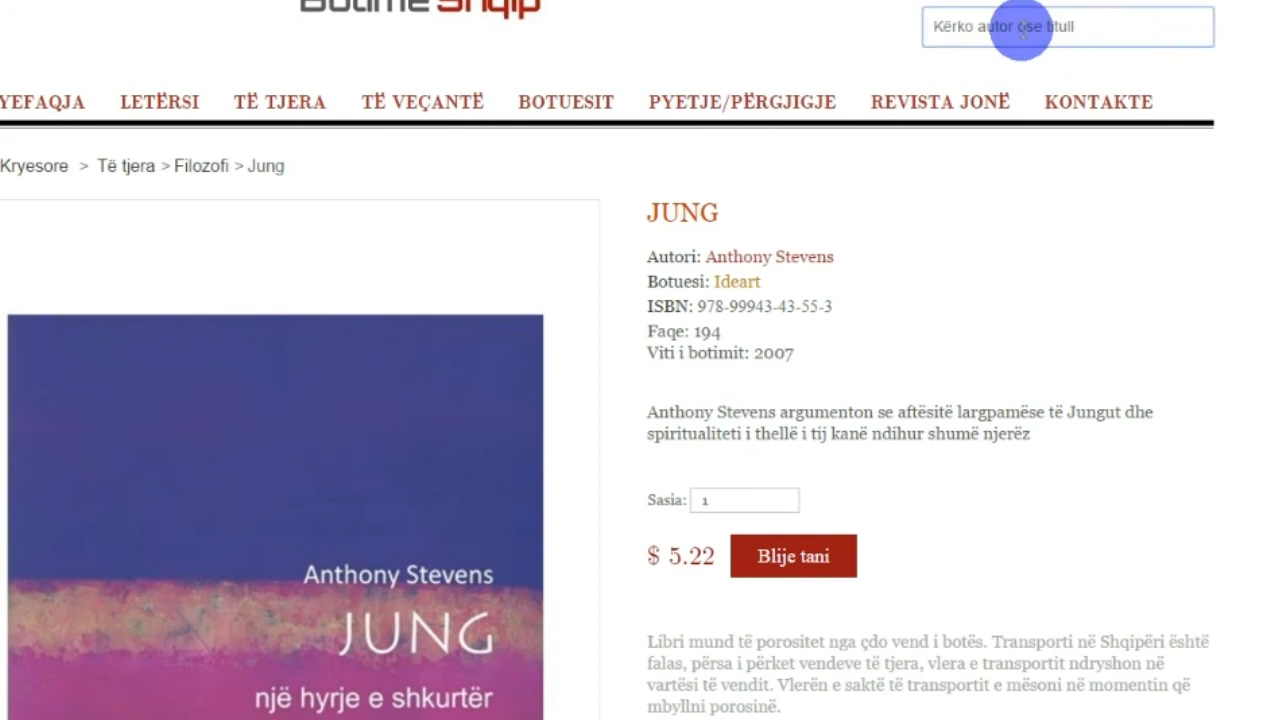 Botime Shqip
Kërko autor ose titull
YEFAQJA LETËRSI TË TJERA TË VEÇANTË BOTUESIT PYETJE/PËRGJIGJE REVISTA JONË KONTAKTE
Kryesore > Të tjera > Filozofi > Jung
JUNG
Autori: Anthony Stevens
Botuesi: Ideart
ISBN: 978-99943-43-55-3
Faqe: 194
Viti i botimit: 2007
Anthony Stevens argumenton se aftësitë largpamëse të Jungut dhe
spiritualiteti i thellë i tij kanë ndihur shumë njerëz
Sasia: 1
$ 5.22 Blije tani
Libri mund të porositet nga çdo vend i botës. Transporti në Shqipëri është
falas, përsa i përket vendeve të tjera, vlera e transportit ndryshon në
vartësi të vendit. Vlerën e saktë të transportit e mësoni në momentin që
mbyllni porosinë.
Anthony Stevens
JUNG
një hyrje e shkurtër